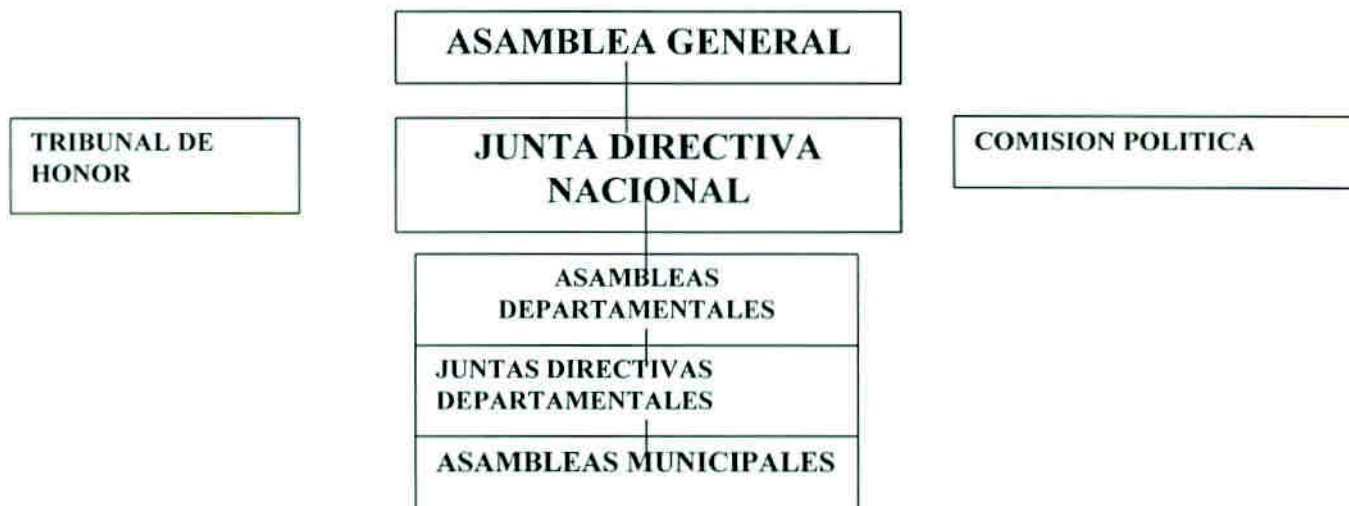 ASAMBLEA GENERAL
TRIBUNAL DE
HONOR
JUNTA DIRECTIVA
NACIONAL
COMISION POLITICA
ASAMBLEAS
DEPARTAMENTALES
JUNTAS DIRECTIVAS
DEPARTAMENTALES
ASAMBLEAS MUNICIPALES